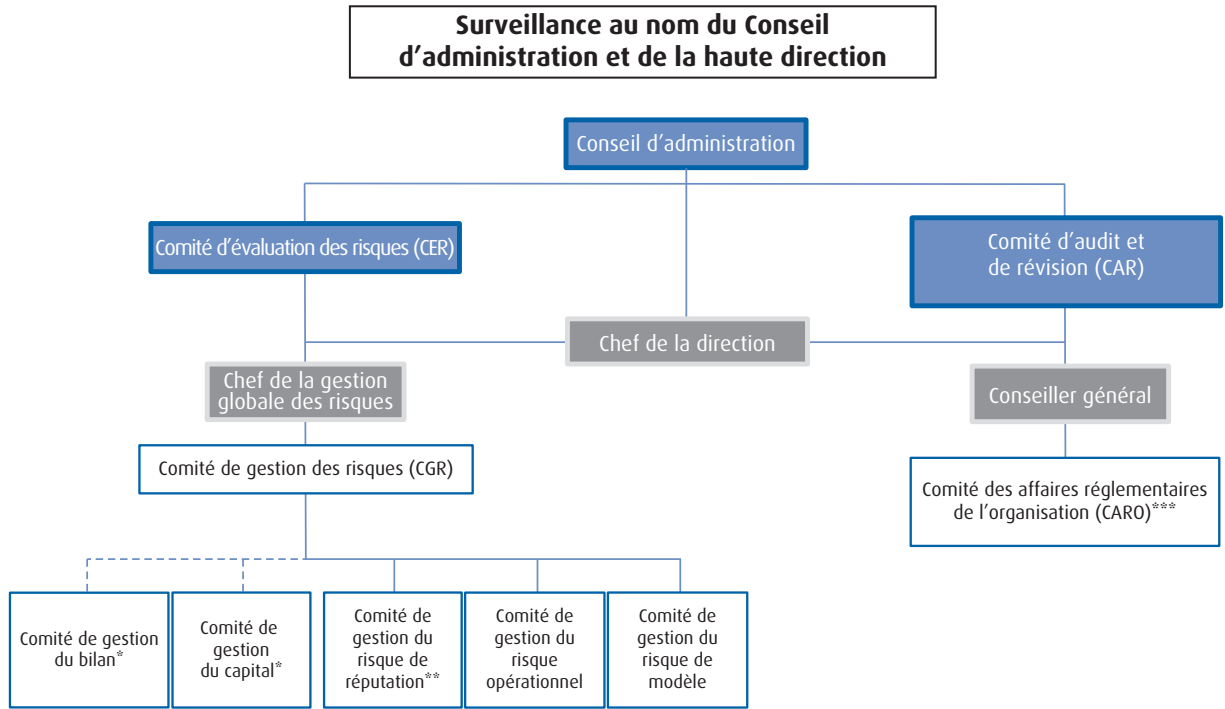 Surveillance au nom du Conseil
d’administration et de la haute direction
Conseil d’administration
Comité d’évaluation des risques (CER)
Comité d’audit et
de révision (CAR)
Chef de la direction
Chef de la gestion
globale des risques
Conseiller général
Comité de gestion des risques (CGR)
Comité des affaires réglementaires
de l’organisation (CARO)***
Comité de gestion
du bilan*
Comité de
gestion
du capital*
Comité de
gestion du
risque de
réputation**
Comité de
gestion du
risque
opérationnel
Comité de
gestion du
risque de
modèle